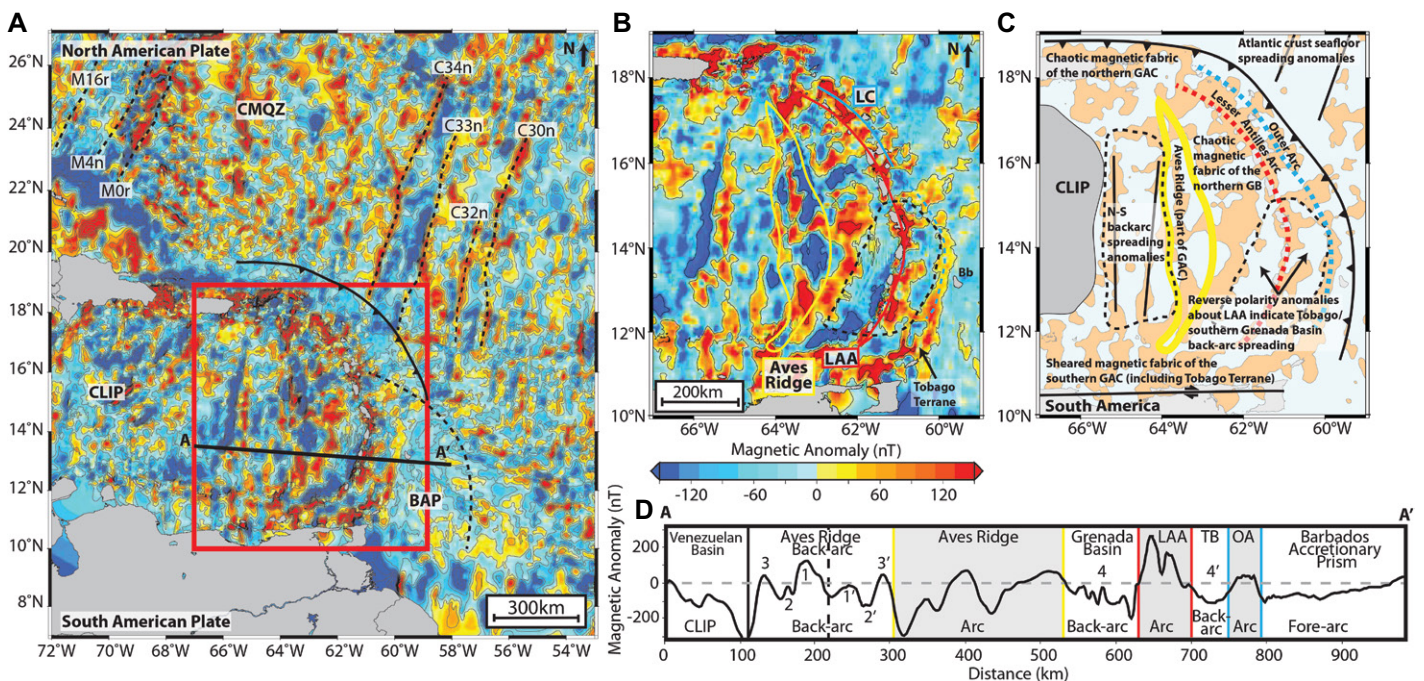 A
North American Plate
N
26°N
24°N
22°N
20°N
18°N
16°N
14°N
12°N
10°N
8°N
M16r
M4n
M0r
CMQZ
C34n
C33n
C30n
C32n
CLIP
A
A'
BAP
300km
South American Plate
72°W
70°W
68°W
66°W
64°W
62°W
60°W
58°W
56°W
54°W
B
N
18°N
16°N
14°N
12°N
10°N
LC
Bb
LAA
Aves
Ridge
Tobago
Terrane
200km
66°W
64°W
62°W
60°W
Magnetic Anomaly (nT)
-120
-60
0
60
120
C
18°N
16°N
14°N
12°N
10°N
Chaotic magnetic fabric
of the northern GAC
Atlantic crust seafloor
spreading anomalies
N
CLIP
Lesser Antilles Arc
Outer Arc
Aves Ridge (part of GAC)
Chaotic
magnetic
fabric of the
northern GB
N-S
backarc
spreading
anomalies
Reverse polarity anomalies
about LAA indicate Tobago/
southern Grenada Basin
back-arc spreading
Sheared magnetic fabric of the
southern GAC (including Tobago Terrane)
South America
66°W
64°W
62°W
60°W
D
A
A'
Magnetic Anomaly (nT)
200
0
-200
Venezuelan
Basin
CLIP
Aves Ridge
Back-arc
3
2
1
1'
2'
3'
Back-arc
Aves Ridge
Arc
Grenada
Basin
4
Back-arc
LAA
Arc
TB
4'
Back-
arc
OA
Arc
Barbados
Accretionary
Prism
Fore-arc
0
100
200
300
400
500
600
700
800
900
Distance (km)